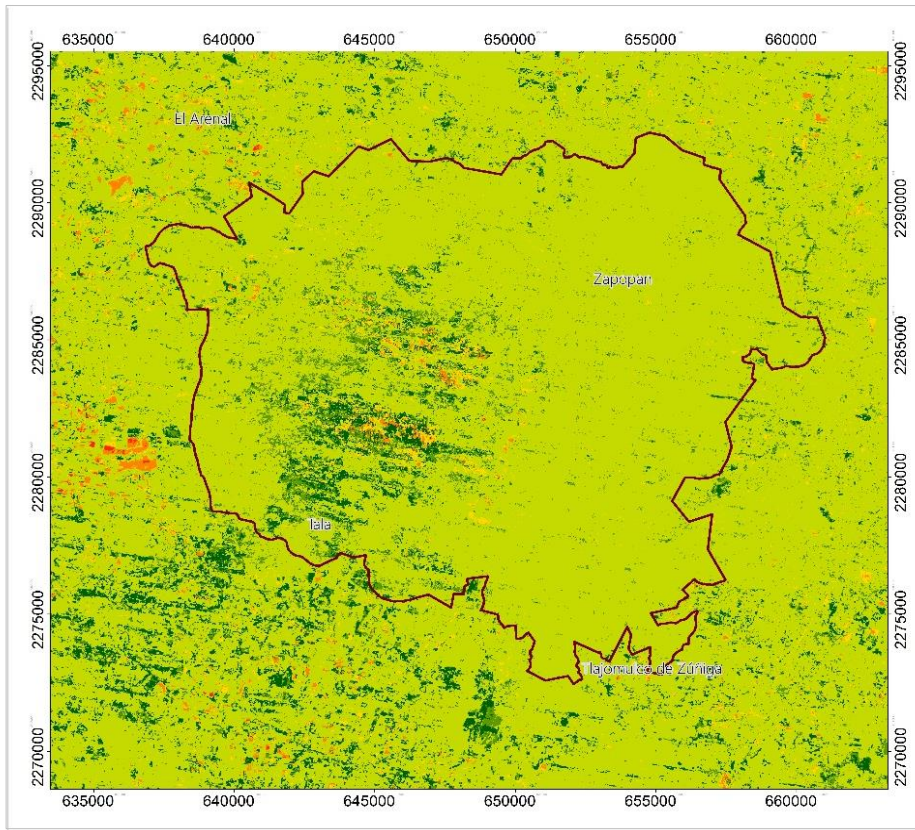 635000 640000 645000 650000 655000 660000
2295000 2295000
El Arenal
2290000 2290000
Zapopan
2285000 2285000
2280000 2280000
Tala
2275000 2275000
Tlajomulco de Zúñiga
2270000 2270000
635000 640000 645000 650000 655000 660000